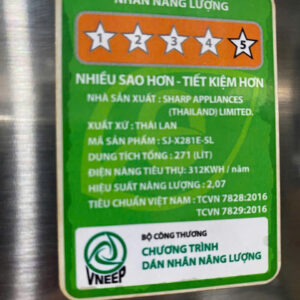 NHÃN NĂNG LƯỢNG
1 2 3 4 5
NHIỀU SAO HƠN - TIẾT KIỆM HƠN
NHÀ SẢN XUẤT : SHARP APPLIANCES
(THAILAND) LIMITED.
XUẤT XỨ : THÁI LAN
MÃ SẢN PHẨM : SJ-X281E-SL
DUNG TÍCH TỔNG : 271 (LÍT)
ĐIỆN NĂNG TIÊU THỤ : 312KWH / năm
HIỆU SUẤT NĂNG LƯỢNG : 2,07
TIÊU CHUẨN VIỆT NAM : TCVN 7828:2016
TCVN 7829:2016
BỘ CÔNG THƯƠNG
CHƯƠNG TRÌNH
DÁN NHÃN NĂNG LƯỢNG
VNEEP